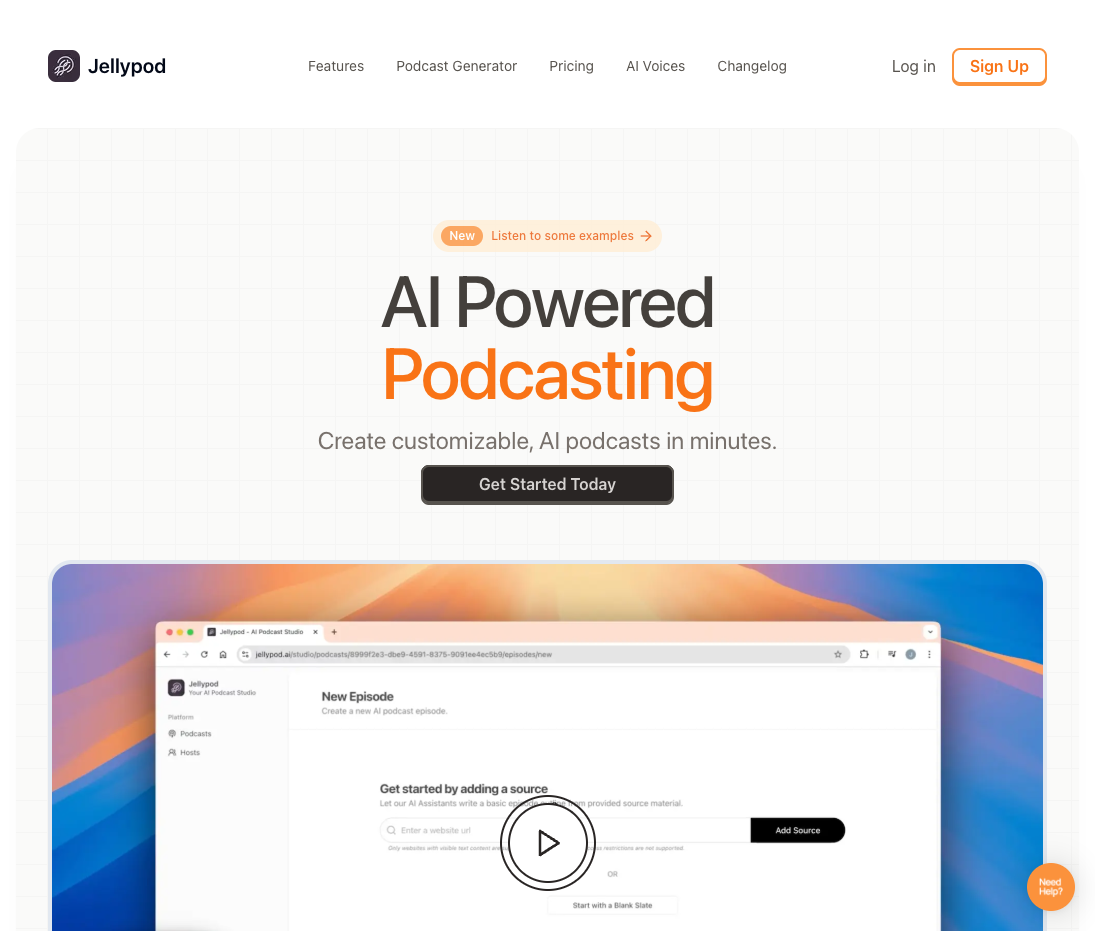 Jellypod
Features
Podcast Generator
Pricing
AI Voices
Changelog
Log in
Sign Up
New
Listen to some examples
AI Powered
Podcasting
Create customizable, AI podcasts in minutes.
Get Started Today
Jellypod - AI Podcast Studio
jellypod.ai/studio/podcasts/8999f2e3-dbe9-4591-8375-9091ee4ec5b9/episodes/new
Jellypod
Your AI Podcast Studio
Platform
Podcasts
Hosts
New Episode
Create a new AI podcast episode.
Get started by adding a source
Let our AI Assistants write a basic episode from provided source material.
Enter a website url
Add Source
Only websites with visible text content are restrictions are not supported.
OR
Start with a Blank Slate
Need
Help?